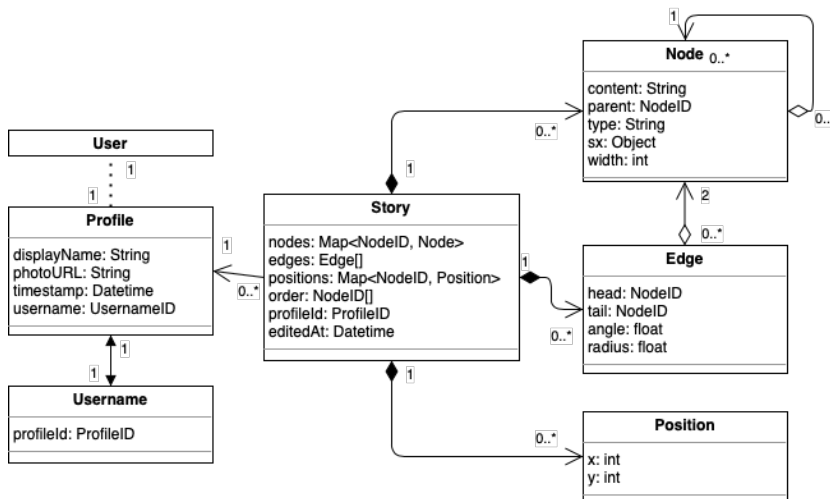 User
1
1
Profile
displayName: String
photoURL: String
timestamp: Datetime
username: UsernameID
1
1
Username
profileId: ProfileID
1
0..*
Story
nodes: Map<NodeID, Node>
edges: Edge[]
positions: Map<NodeID, Position>
order: NodeID[]
profileId: ProfileID
editedAt: Datetime
1
0..*
1
0..*
1
0..*
1
Node
0..*
content: String
parent: NodeID
type: String
sx: Object
width: int
0..
2
0..*
Edge
head: NodeID
tail: NodeID
angle: float
radius: float
Position
x: int
y: int